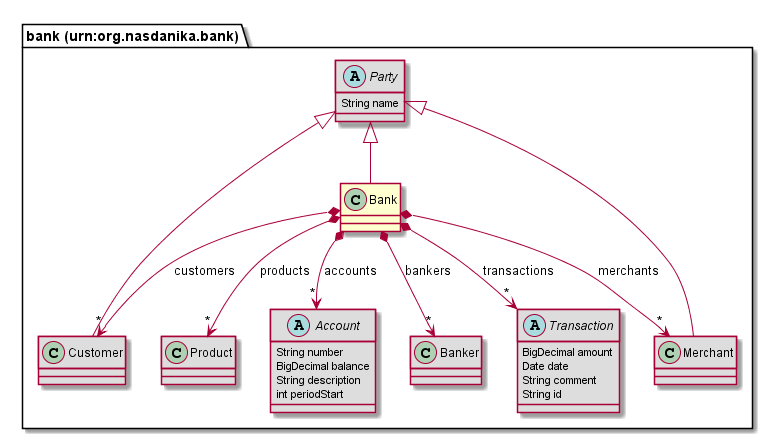 bank (urn:org.nasdanika.bank)
A Party
String name
C Bank
customers
products
accounts
bankers
transactions
merchants
*
*
*
*
*
*
C Customer
C Product
A Account
String number
BigDecimal balance
String description
int periodStart
C Banker
A Transaction
BigDecimal amount
Date date
String comment
String id
C Merchant